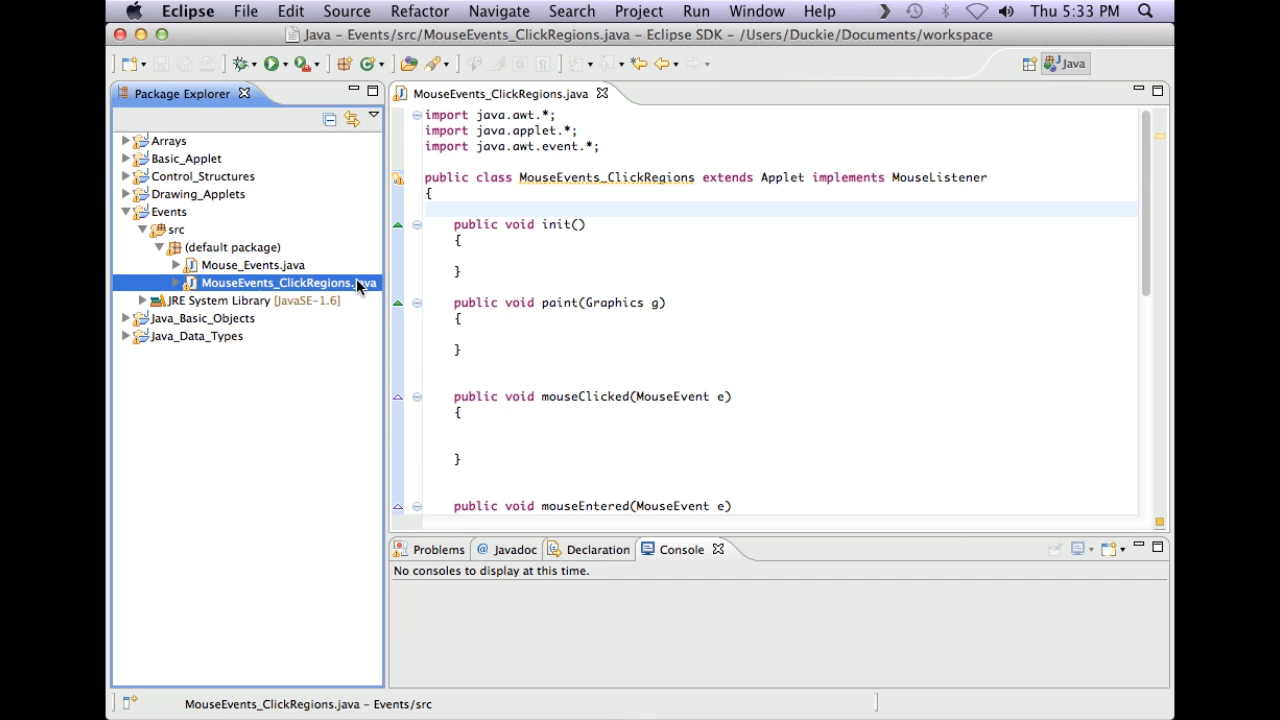 Eclipse File Edit Source Refactor Navigate Search Project Run Window Help Thu 5:33 PM
Java – Events/src/MouseEvents_ClickRegions.java – Eclipse SDK – /Users/Duckie/Documents/workspace
Java
Package Explorer
Arrays
Basic_Applet
Control_Structures
Drawing_Applets
Events
src
(default package)
Mouse_Events.java
MouseEvents_ClickRegions.java
JRE System Library [JavaSE-1.6]
Java_Basic_Objects
Java_Data_Types
MouseEvents_ClickRegions.java
import java.awt.*;
import java.applet.*;
import java.awt.event.*;
public class MouseEvents_ClickRegions extends Applet implements MouseListener
{
public void init()
{
}
public void paint(Graphics g)
{
}
public void mouseClicked(MouseEvent e)
{
}
public void mouseEntered(MouseEvent e)
Problems @ Javadoc Declaration Console
No consoles to display at this time.
MouseEvents_ClickRegions.java – Events/src